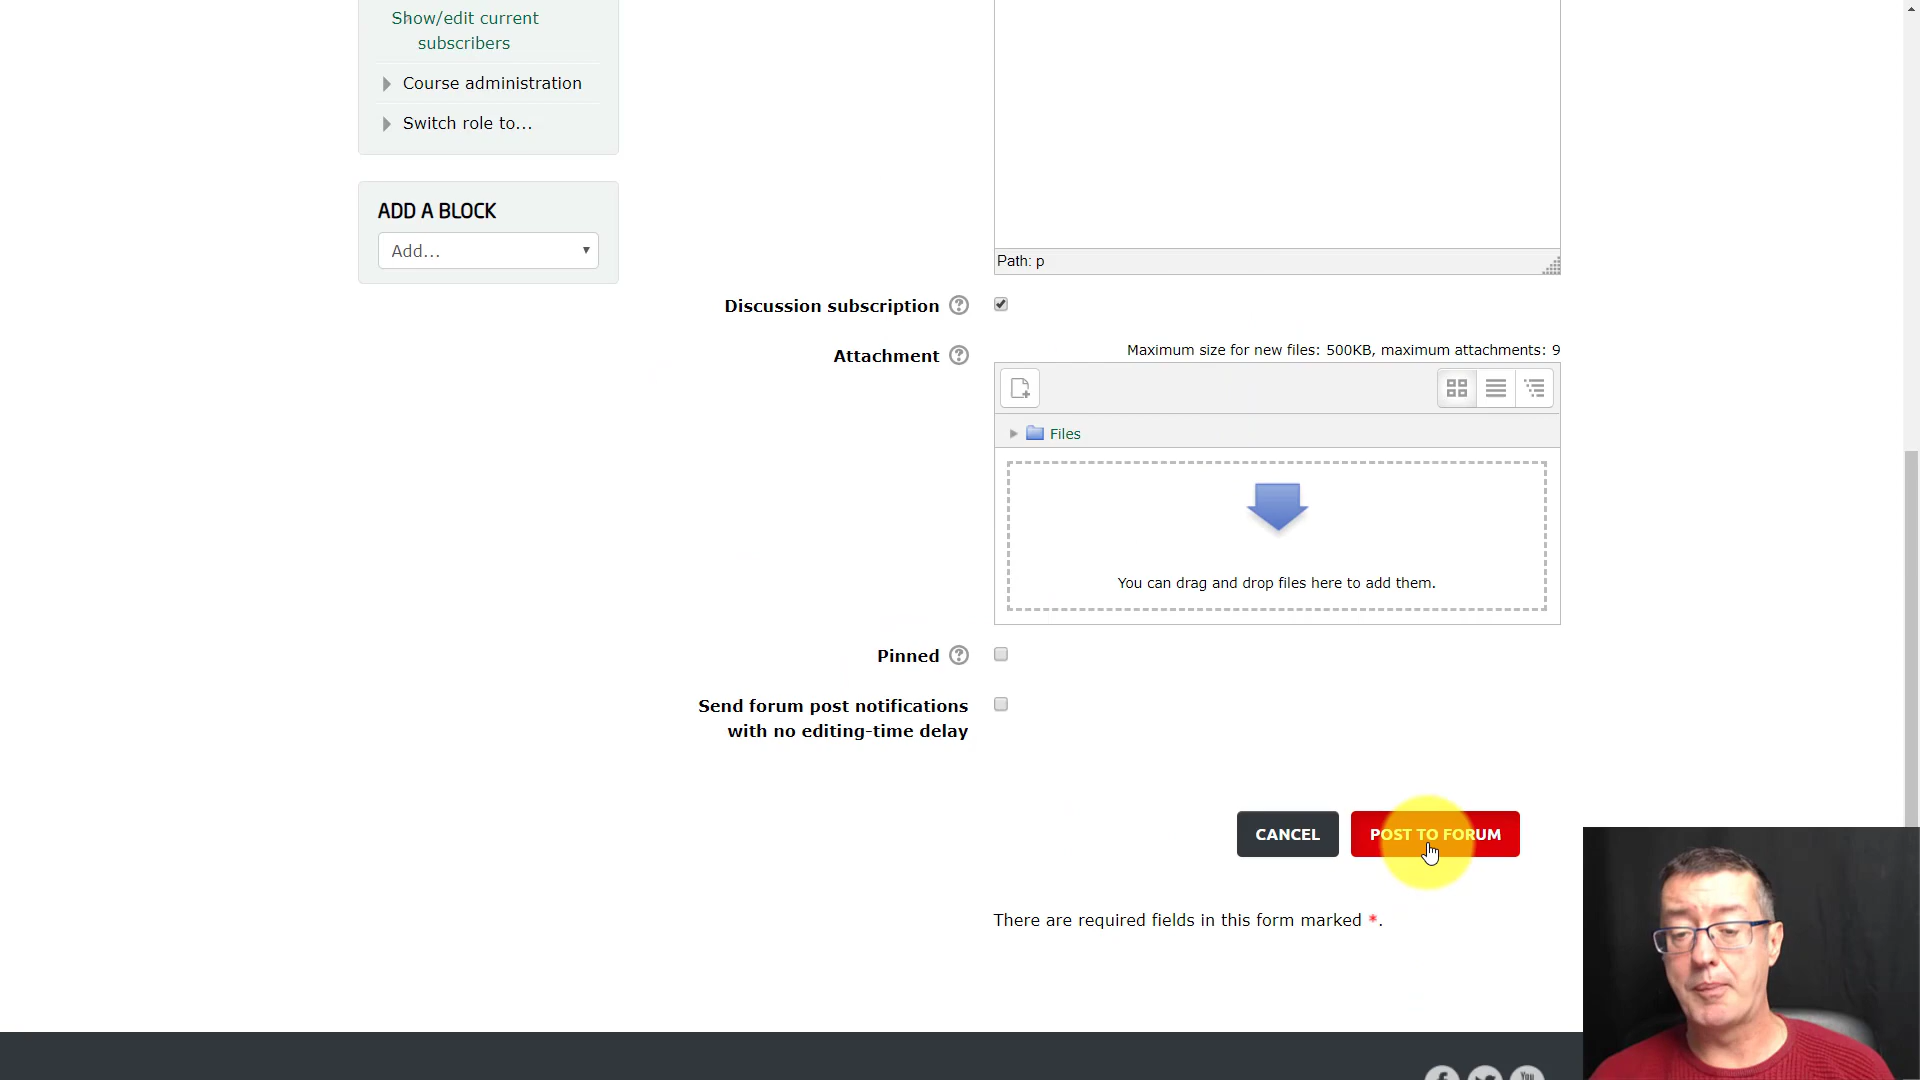 Show/edit current
subscribers
Course administration
Switch role to...
ADD A BLOCK
Add...
Path: p
Discussion subscription
Attachment
Maximum size for new files: 500KB, maximum attachments: 9
Files
You can drag and drop files here to add them.
Pinned
Send forum post notifications
with no editing-time delay
CANCEL
POST TO FORUM
There are required fields in this form marked *.
You